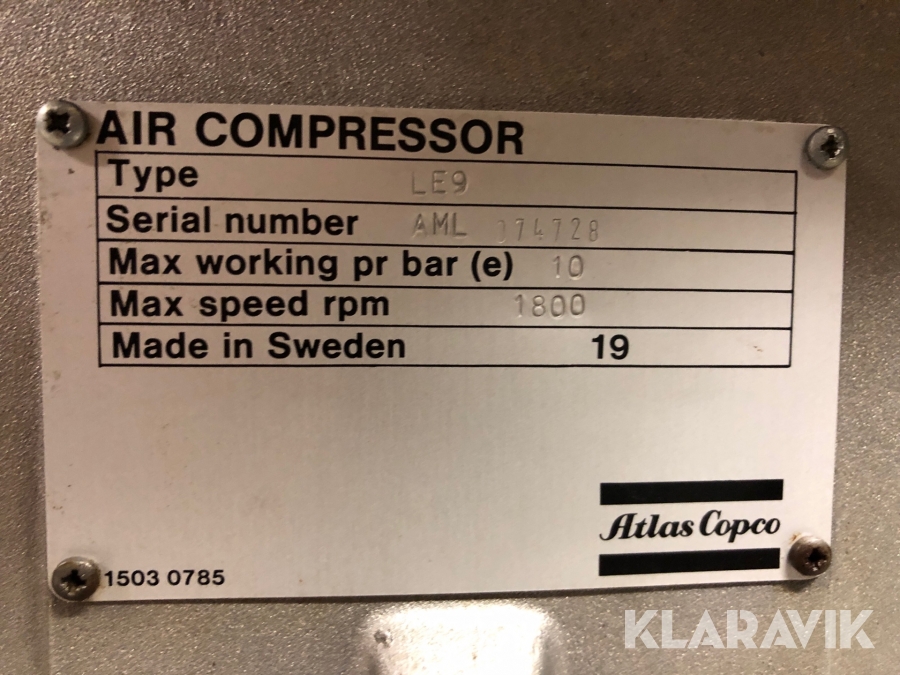 AIR COMPRESSOR
Type LE9
Serial number AML
Max working pr bar (e) 10
Max speed rpm 1800
Made in Sweden 19
Atlas Copco
1503 0785
KLARAVIK